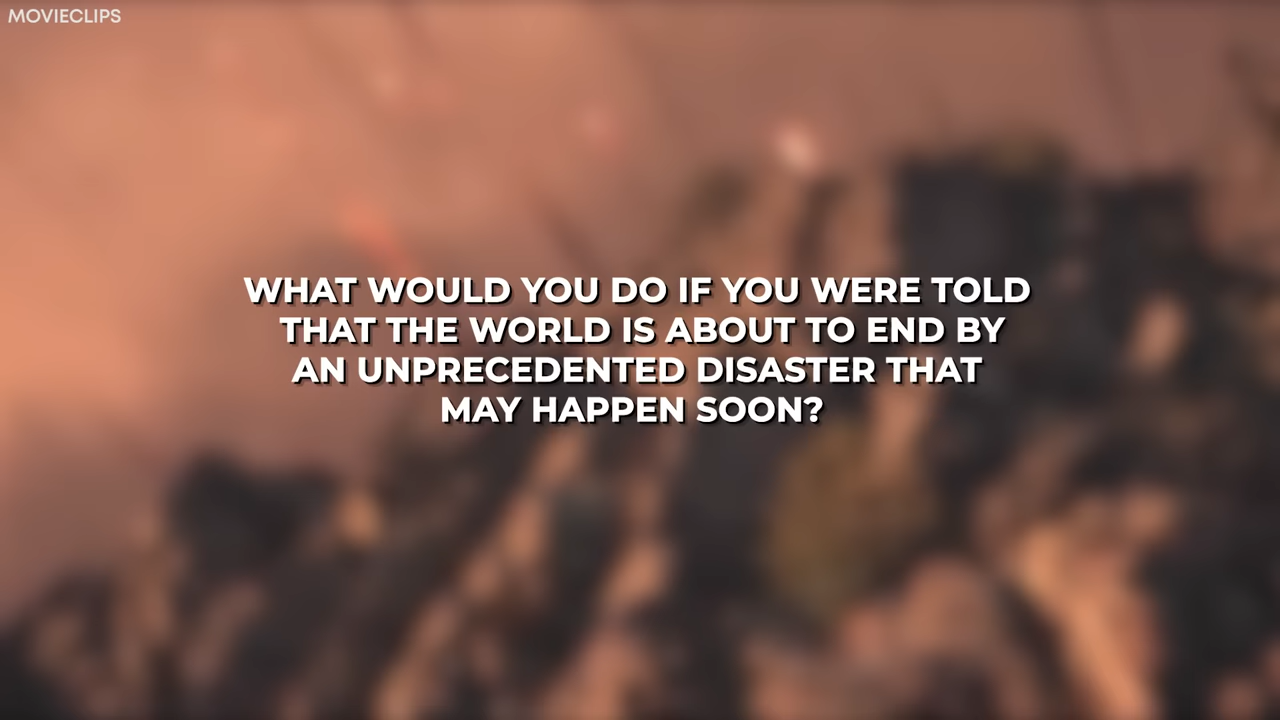 MOVIECLIPS
WHAT WOULD YOU DO IF YOU WERE TOLD
THAT THE WORLD IS ABOUT TO END BY
AN UNPRECEDENTED DISASTER THAT
MAY HAPPEN SOON?